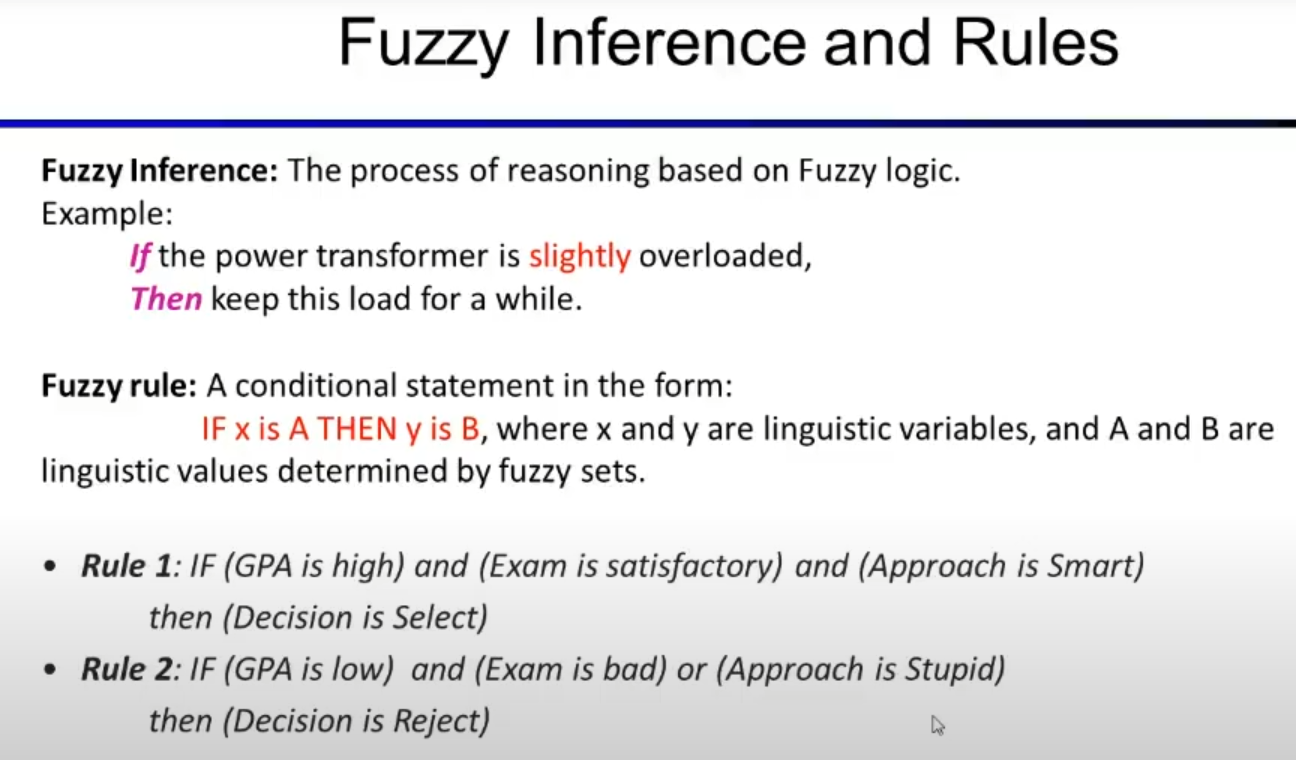 Fuzzy Inference and Rules
Fuzzy Inference: The process of reasoning based on Fuzzy logic.
Example:
If the power transformer is slightly overloaded,
Then keep this load for a while.
Fuzzy rule: A conditional statement in the form:
IF x is A THEN y is B, where x and y are linguistic variables, and A and B are
linguistic values determined by fuzzy sets.
• Rule 1: IF (GPA is high) and (Exam is satisfactory) and (Approach is Smart)
then (Decision is Select)
• Rule 2: IF (GPA is low) and (Exam is bad) or (Approach is Stupid)
then (Decision is Reject)